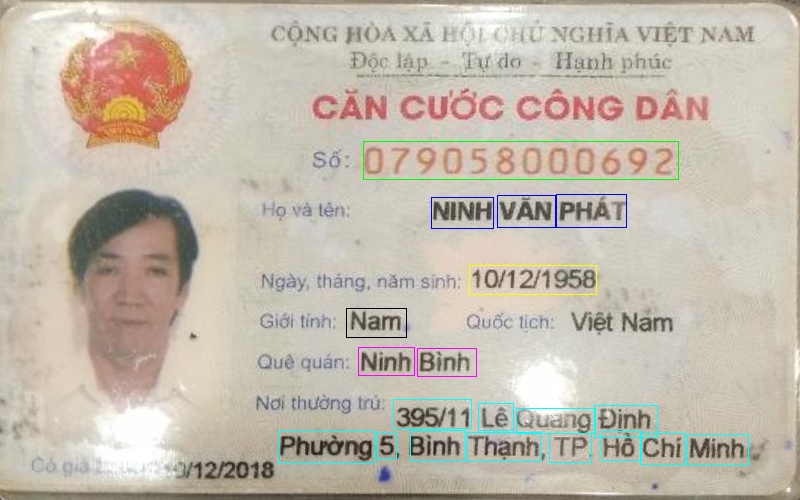 CỘNG HÒA XÃ HỘI CHỦ NGHĨA VIỆT NAM
Độc lập - Tự do - Hạnh phúc
CĂN CƯỚC CÔNG DÂN
Số: 079058000692
Họ và tên: NINH VĂN PHÁT
Ngày, tháng, năm sinh: 10/12/1958
Giới tính: Nam Quốc tịch: Việt Nam
Quê quán: Ninh Bình
Nơi thường trú: 395/11 Lê Quang Định
Phường 5, Bình Thạnh, TP. Hồ Chí Minh
Có giá 10/12/2018